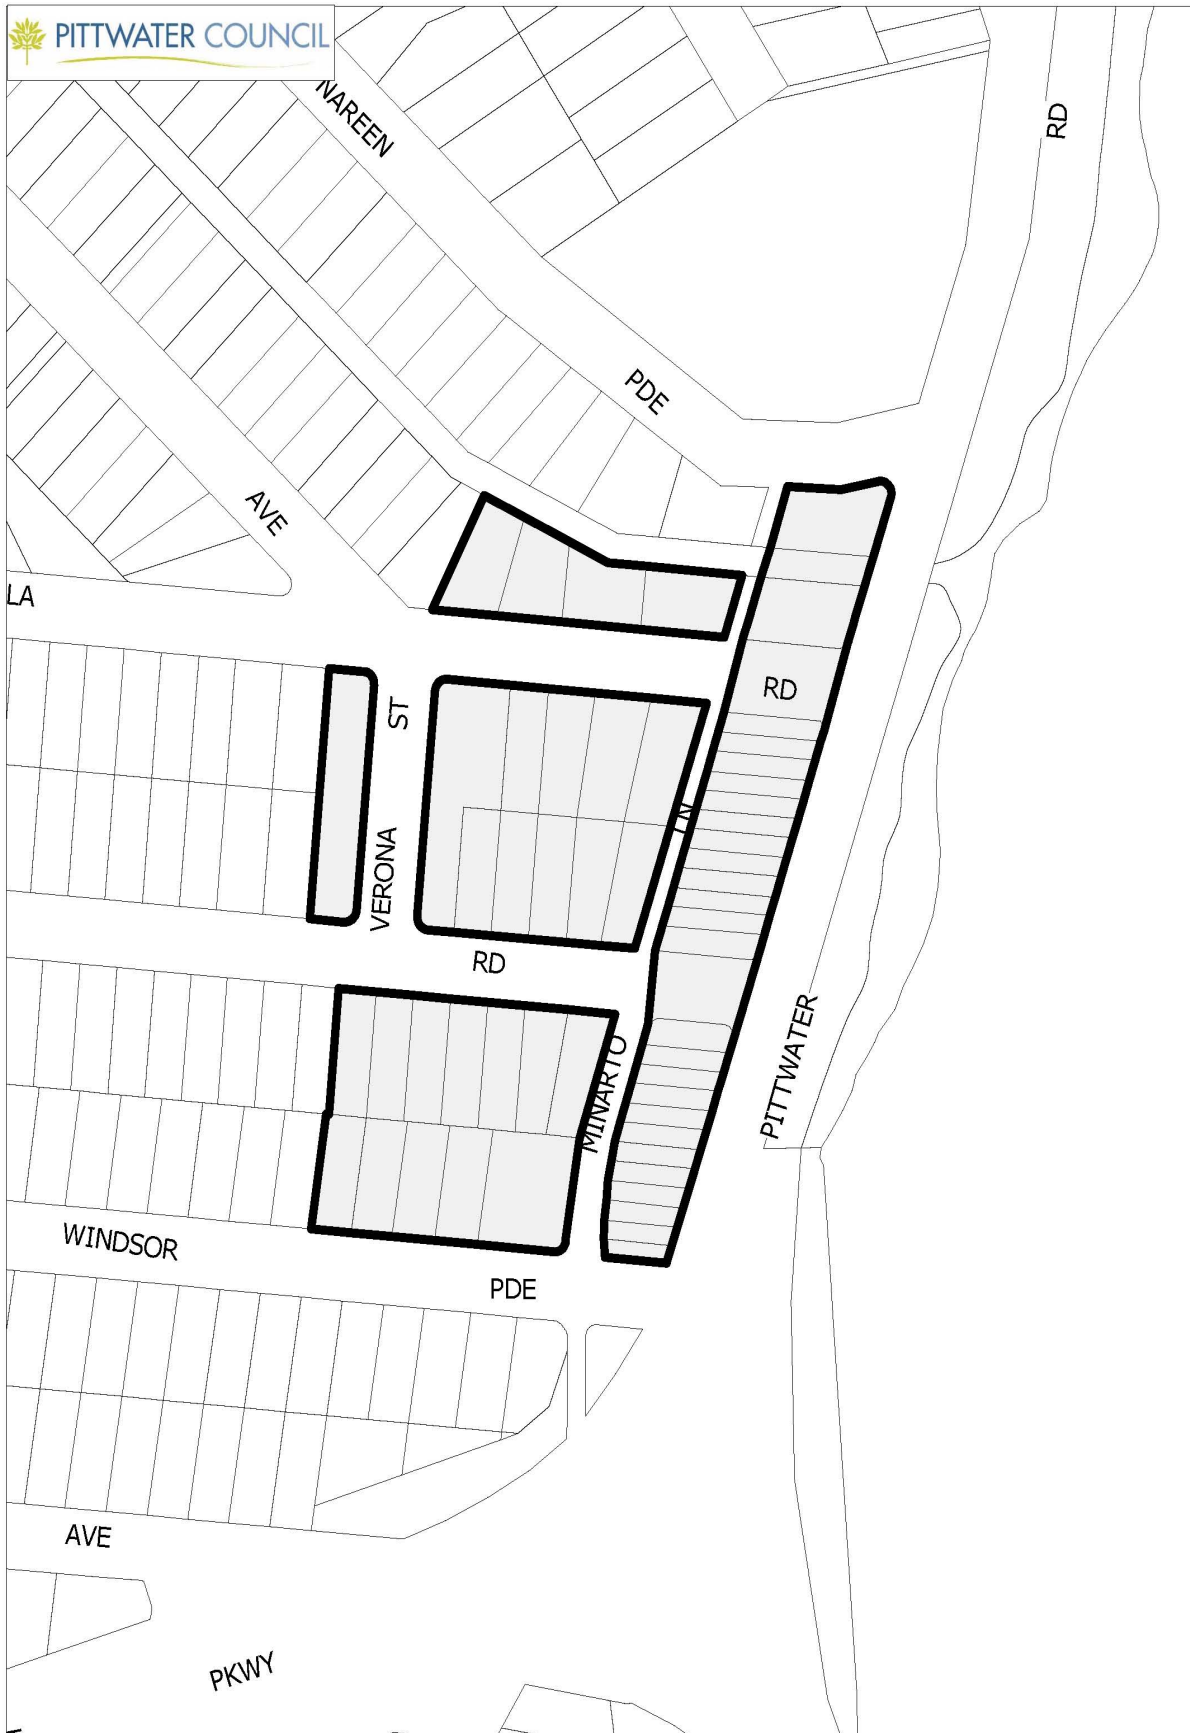 PITTWATER COUNCIL
NAREEN
RD
PDE
AVE
LA
RD
ST
LN
VERONA
RD
PITTWATER
MINARTO
WINDSOR
PDE
AVE
PKWY